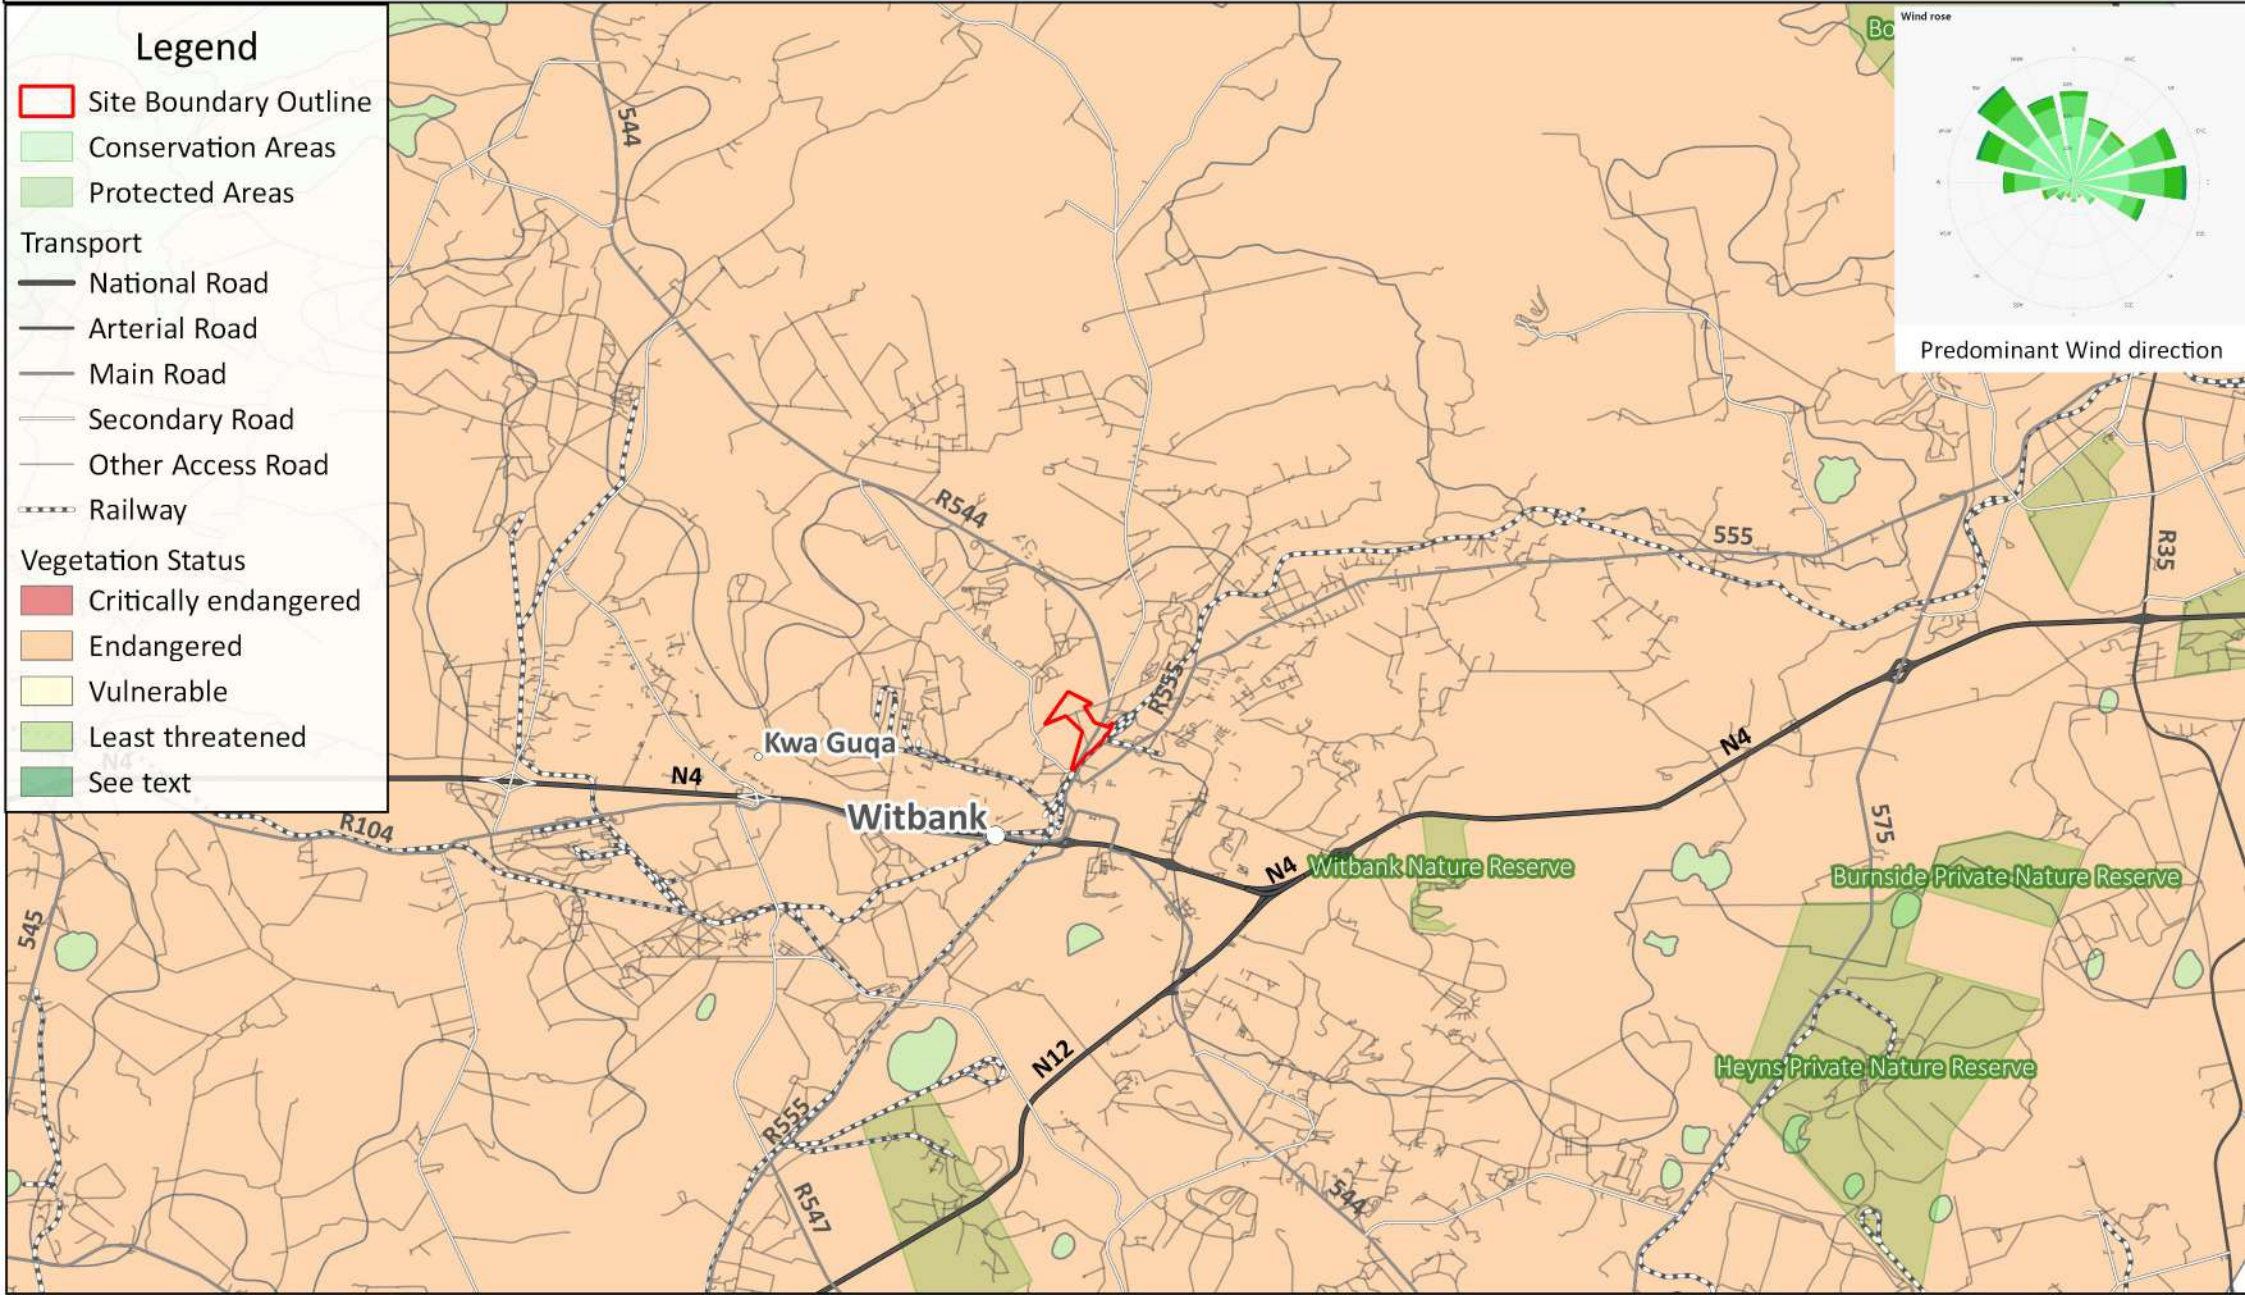 Legend
Site Boundary Outline
Conservation Areas
Protected Areas
Transport
National Road
Arterial Road
Main Road
Secondary Road
Other Access Road
Railway
Vegetation Status
Critically endangered
Endangered
Vulnerable
Least threatened
See text
N4
Bo
Wind rose
Predominant Wind direction
544
R544
555
R35
R555
Kwa Guqa
N4
N4
Witbank
R104
N4
Witbank Nature Reserve
575
Burnside Private Nature Reserve
545
N12
Heyns Private Nature Reserve
R555
R547
544